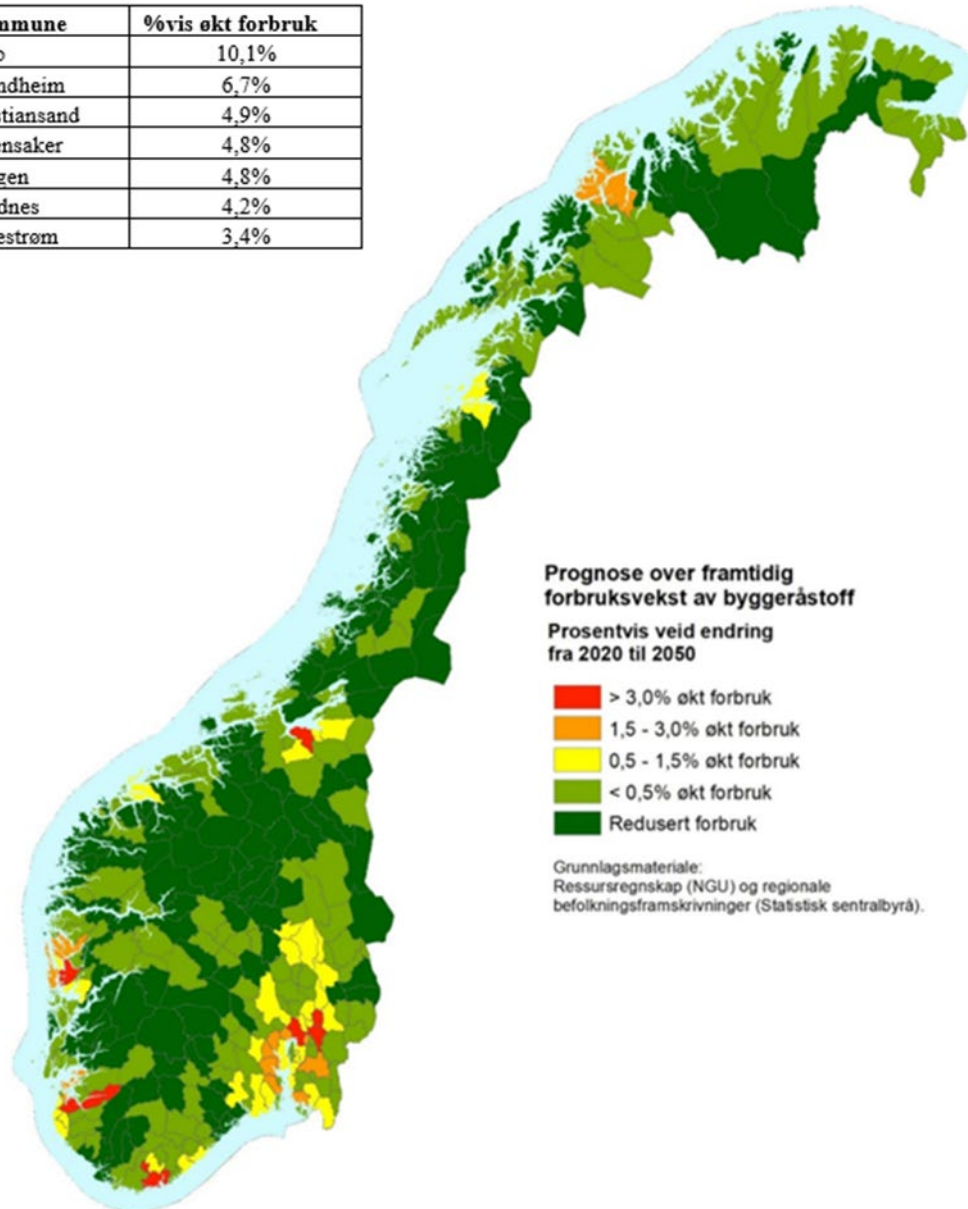 mmune %vis økt forbruk
o 10,1%
ndheim 6,7%
stiansand 4,9%
ensaker 4,8%
gen 4,8%
dnes 4,2%
estrøm 3,4%
Prognose over framtidig
forbruksvekst av byggeråstoff
Prosentvis veid endring
fra 2020 til 2050
> 3,0% økt forbruk
1,5 - 3,0% økt forbruk
0,5 - 1,5% økt forbruk
< 0,5% økt forbruk
Redusert forbruk
Grunnlagsmateriale:
Ressursregnskap (NGU) og regionale
befolkningsframskrivninger (Statistisk sentralbyrå).